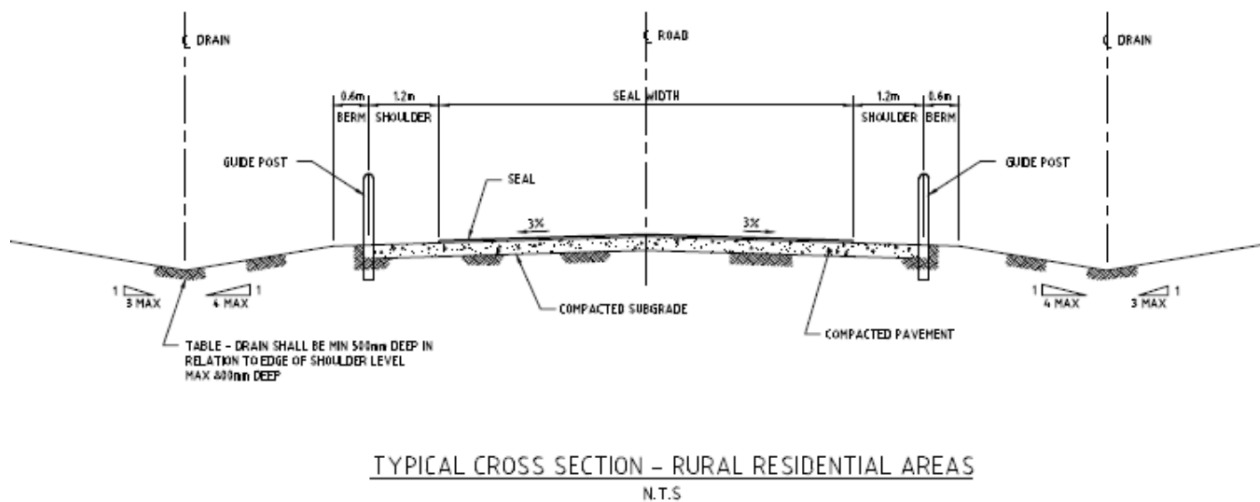 ℄ DRAIN
℄ ROAD
℄ DRAIN
0.6m
1.2m
SEAL WIDTH
1.2m
0.6m
BERM
SHOULDER
SHOULDER
BERM
GUIDE POST
GUIDE POST
SEAL
3%
3%
1
3 MAX
4 MAX
1
1
4 MAX
3 MAX
1
COMPACTED SUBGRADE
COMPACTED PAVEMENT
TABLE - DRAIN SHALL BE MIN 500mm DEEP IN
RELATION TO EDGE OF SHOULDER LEVEL
MAX 800mm DEEP
TYPICAL CROSS SECTION - RURAL RESIDENTIAL AREAS
N.T.S